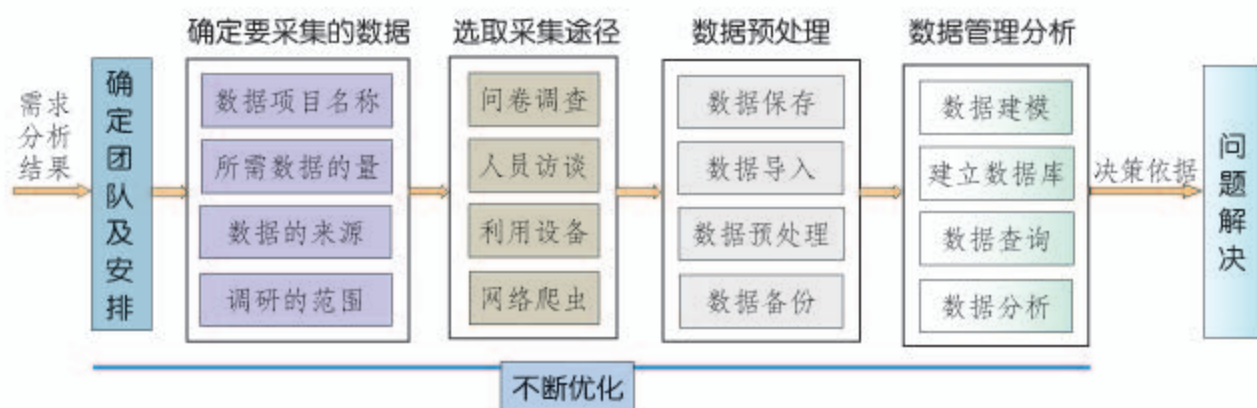 需求
分析
结果
确定团队及安排
确定要采集的数据
数据项目名称
所需数据的量
数据的来源
调研的范围
选取采集途径
问卷调查
人员访谈
利用设备
网络爬虫
数据预处理
数据保存
数据导入
数据预处理
数据备份
数据管理分析
数据建模
建立数据库
数据查询
数据分析
决策依据
问题解决
不断优化